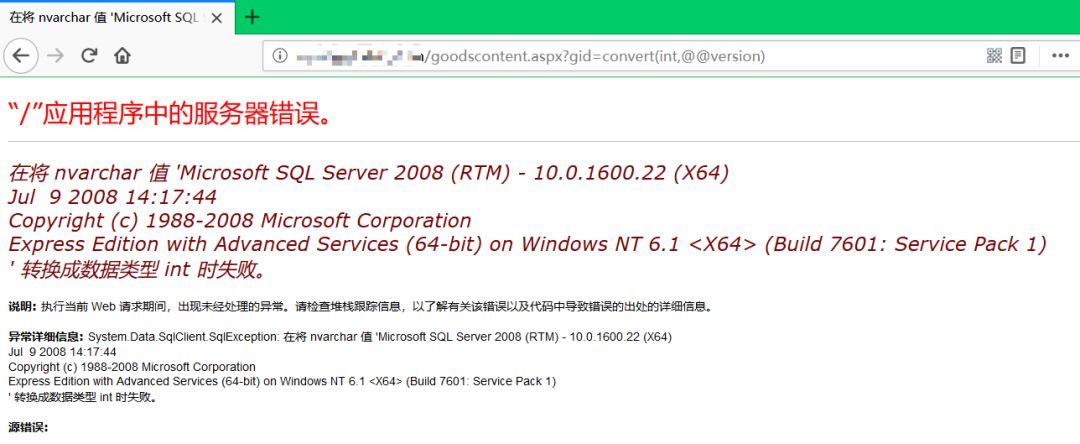 在将 nvarchar 值 'Microsoft SQL S
/goodscontent.aspx?gid=convert(int,@@version)
“/”应用程序中的服务器错误。
在将 nvarchar 值 'Microsoft SQL Server 2008 (RTM) - 10.0.1600.22 (X64)
Jul  9 2008 14:17:44
Copyright (c) 1988-2008 Microsoft Corporation
Express Edition with Advanced Services (64-bit) on Windows NT 6.1 <X64> (Build 7601: Service Pack 1)
' 转换成数据类型 int 时失败。
说明: 执行当前 Web 请求期间，出现未经处理的异常。请检查堆栈跟踪信息，以了解有关该错误以及代码中导致错误的出处的详细信息。
异常详细信息: System.Data.SqlClient.SqlException: 在将 nvarchar 值 'Microsoft SQL Server 2008 (RTM) - 10.0.1600.22 (X64)
Jul  9 2008 14:17:44
Copyright (c) 1988-2008 Microsoft Corporation
Express Edition with Advanced Services (64-bit) on Windows NT 6.1 <X64> (Build 7601: Service Pack 1)
' 转换成数据类型 int 时失败。
源错误: